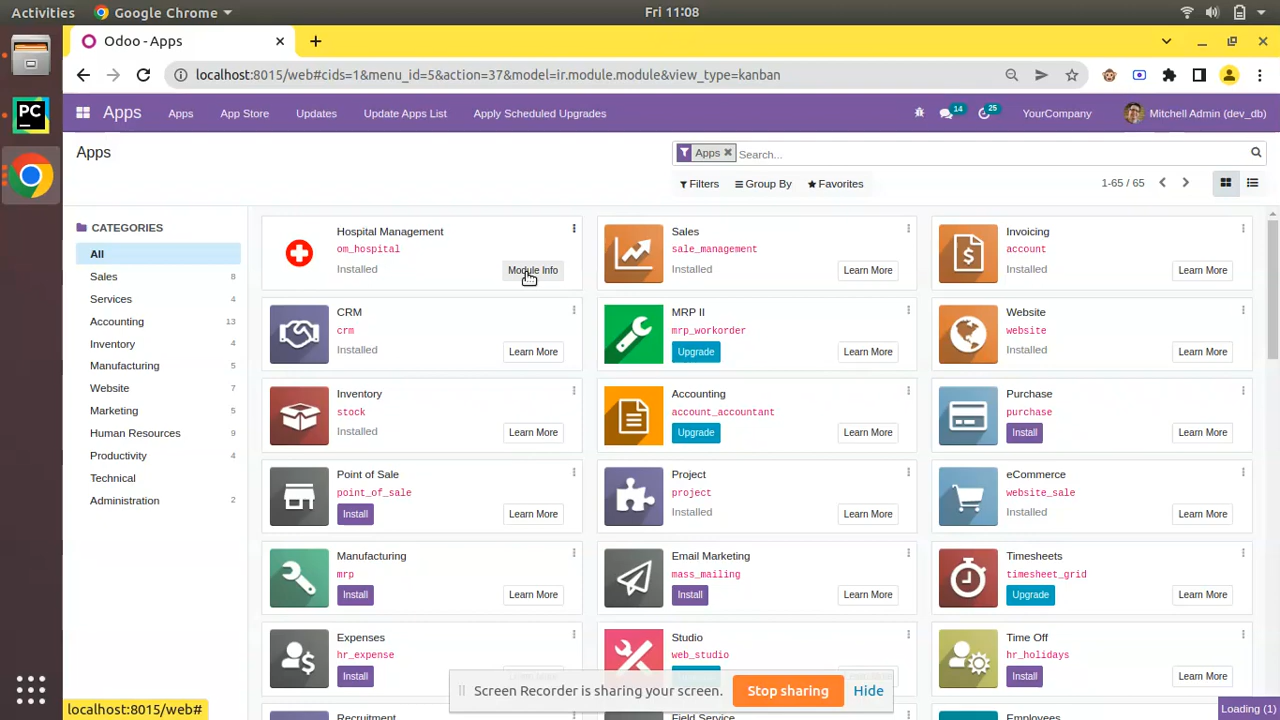 Activities Google Chrome Fri 11:08
Odoo - Apps
localhost:8015/web#cids=1&menu_id=5&action=37&model=ir.module.module&view_type=kanban
Apps Apps App Store Updates Update Apps List Apply Scheduled Upgrades 14 25 YourCompany Mitchell Admin (dev_db)
Apps
Apps Search...
Filters Group By Favorites 1-65 / 65
CATEGORIES
All
Sales 8
Services 4
Accounting 13
Inventory 4
Manufacturing 5
Website 7
Marketing 5
Human Resources 9
Productivity 4
Technical
Administration 2
Hospital Management
om_hospital
Installed Module Info
Sales
sale_management
Installed Learn More
Invoicing
account
Installed Learn More
CRM
crm
Installed Learn More
MRP II
mrp_workorder
Upgrade Learn More
Website
website
Installed Learn More
Inventory
stock
Installed Learn More
Accounting
account_accountant
Upgrade Learn More
Purchase
purchase
Install Learn More
Point of Sale
point_of_sale
Install Learn More
Project
project
Installed Learn More
eCommerce
website_sale
Installed Learn More
Manufacturing
mrp
Install Learn More
Email Marketing
mass_mailing
Install Learn More
Timesheets
timesheet_grid
Upgrade Learn More
Expenses
hr_expense
Install
Studio
web_studio
Time Off
hr_holidays
Install Learn More
Recruitment
Field Service
Employees
Screen Recorder is sharing your screen. Stop sharing Hide
localhost:8015/web#
Loading (1)
PC